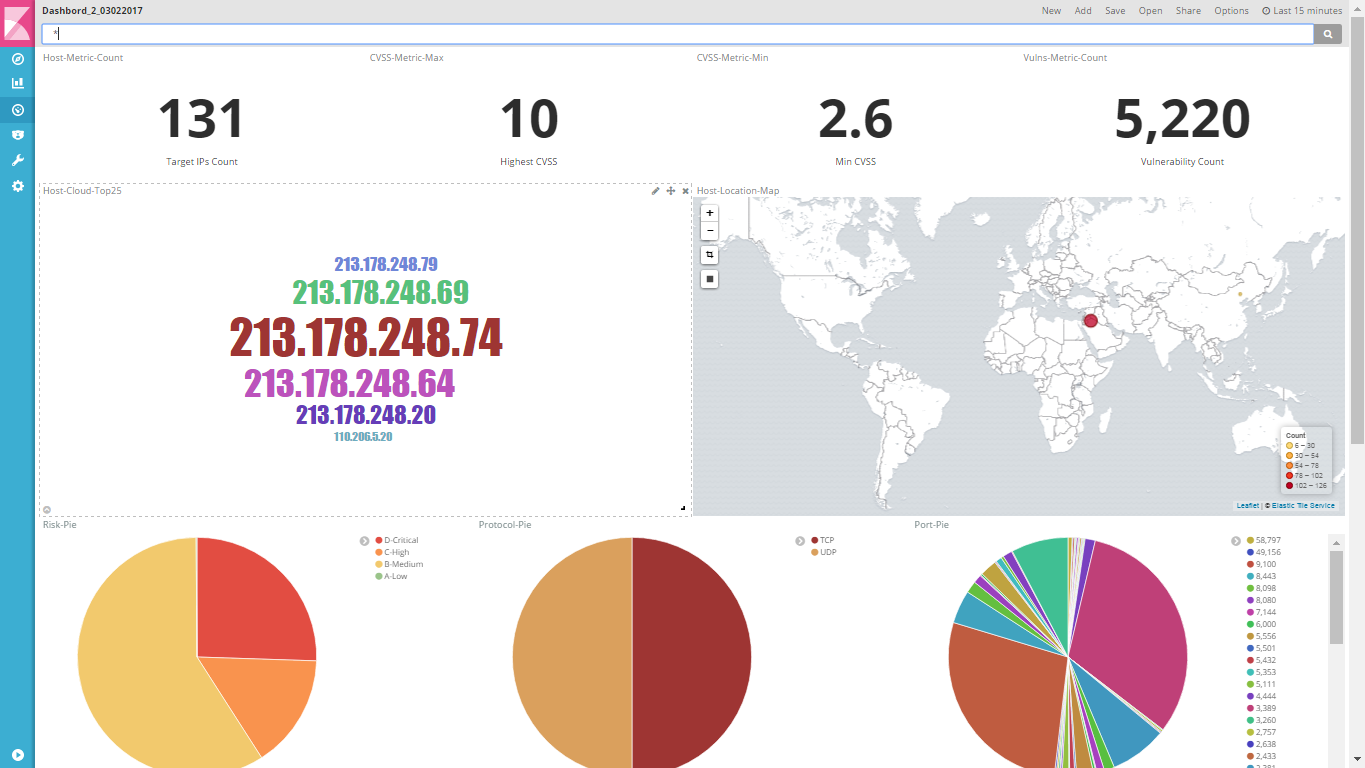 Dashbord_2_03022017
New Add Save Open Share Options Last 15 minutes
*
Host-Metric-Count
CVSS-Metric-Max
CVSS-Metric-Min
Vulns-Metric-Count
131
10
2.6
5,220
Target IPs Count
Highest CVSS
Min CVSS
Vulnerability Count
Host-Cloud-Top25
213.178.248.79
213.178.248.69
213.178.248.74
213.178.248.64
213.178.248.20
110.206.5.20
Host-Location-Map
+
−
Count
6 – 30
30 – 54
54 – 78
78 – 102
102 – 126
Leaflet | © Elastic Tile Service
Risk-Pie
D-Critical
C-High
B-Medium
A-Low
Protocol-Pie
TCP
UDP
Port-Pie
58,797
49,156
9,100
8,443
8,098
8,080
7,144
6,000
5,556
5,501
5,432
5,353
5,111
4,444
3,389
3,260
2,757
2,638
2,433